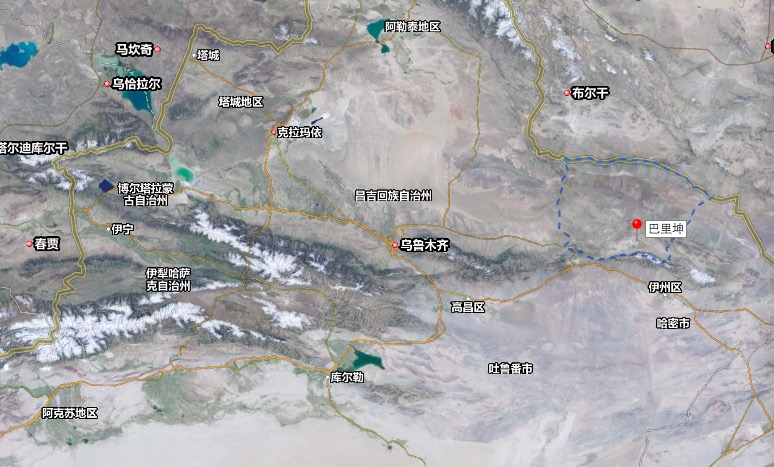 阿勒泰地区
马坎奇
塔城
乌恰拉尔
塔城地区
布尔干
克拉玛依
塔尔迪库尔干
博尔塔拉蒙
古自治州
昌吉回族自治州
伊宁
巴里坤
春贾
乌鲁木齐
伊犁哈萨
克自治州
伊州区
高昌区
哈密市
吐鲁番市
库尔勒
阿克苏地区